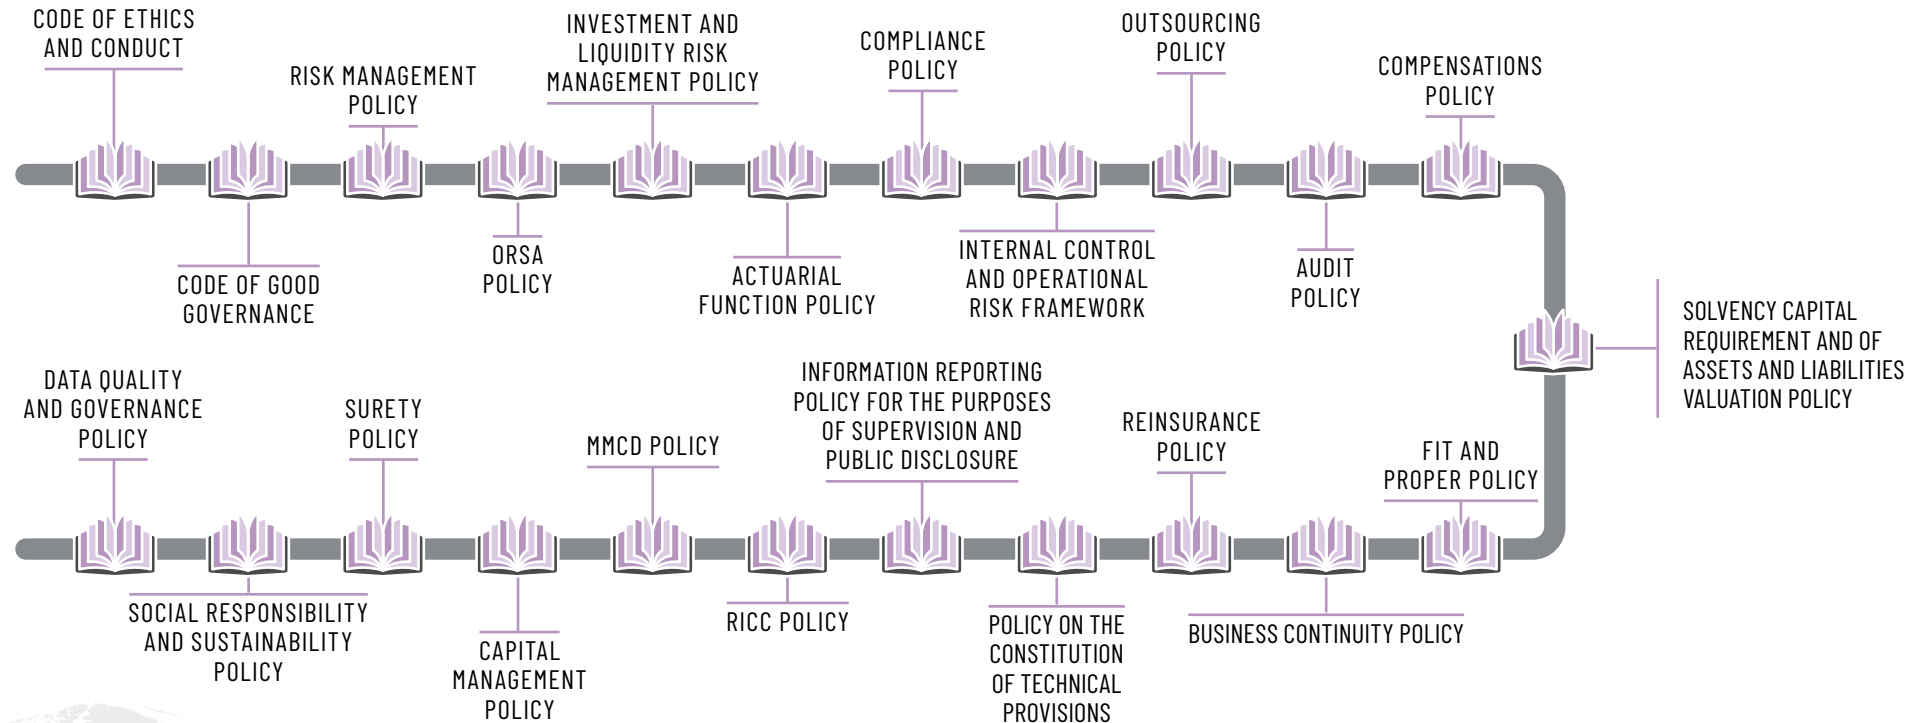 CODE OF ETHICS
AND CONDUCT
CODE OF GOOD
GOVERNANCE
RISK MANAGEMENT
POLICY
ORSA
POLICY
INVESTMENT AND
LIQUIDITY RISK
MANAGEMENT POLICY
ACTUARIAL
FUNCTION POLICY
COMPLIANCE
POLICY
INTERNAL CONTROL
AND OPERATIONAL
RISK FRAMEWORK
OUTSOURCING
POLICY
AUDIT
POLICY
COMPENSATIONS
POLICY
SOLVENCY CAPITAL
REQUIREMENT AND OF
ASSETS AND LIABILITIES
VALUATION POLICY
DATA QUALITY
AND GOVERNANCE
POLICY
SOCIAL RESPONSIBILITY
AND SUSTAINABILITY
POLICY
SURETY
POLICY
CAPITAL
MANAGEMENT
POLICY
MMCD POLICY
RICC POLICY
INFORMATION REPORTING
POLICY FOR THE PURPOSES
OF SUPERVISION AND
PUBLIC DISCLOSURE
POLICY ON THE
CONSTITUTION
OF TECHNICAL
PROVISIONS
REINSURANCE
POLICY
BUSINESS CONTINUITY POLICY
FIT AND
PROPER POLICY